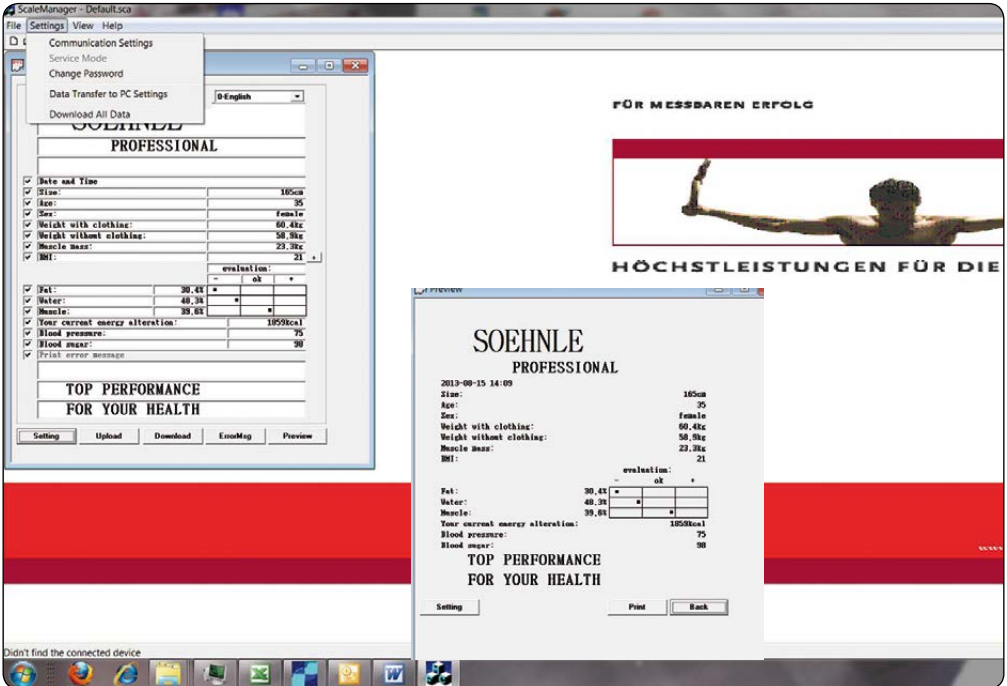 ScaleManager - Default.sca
File Settings View Help
Communication Settings
Service Mode
Change Password
Data Transfer to PC Settings
Download All Data
0-English
SOEHNLE
PROFESSIONAL
Date and Time
Size: 165cm
Age: 35
Sex: female
Weight with clothing: 60,4kg
Weight without clothing: 58,9kg
Muscle mass: 23,3kg
BMI: 21 +
evaluation:
- ok +
Fat: 30,4%
Water: 48,3%
Muscle: 39,6%
Your current energy alteration: 1859kcal
Blood pressure: 75
Blood sugar: 98
Print error message
TOP PERFORMANCE
FOR YOUR HEALTH
Setting Upload Download ErrorMsg Preview
FÜR MESSBAREN ERFOLG
HÖCHSTLEISTUNGEN FÜR DIE
Preview
SOEHNLE
PROFESSIONAL
2013-08-15 14:09
Size: 165cm
Age: 35
Sex: female
Weight with clothing: 60,4kg
Weight without clothing: 58,9kg
Muscle mass: 23,3kg
BMI: 21
evaluation:
- ok +
Fat: 30,4%
Water: 48,3%
Muscle: 39,6%
Your current energy alteration: 1859kcal
Blood pressure: 75
Blood sugar: 98
TOP PERFORMANCE
FOR YOUR HEALTH
Setting Print Back
Didn't find the connected device